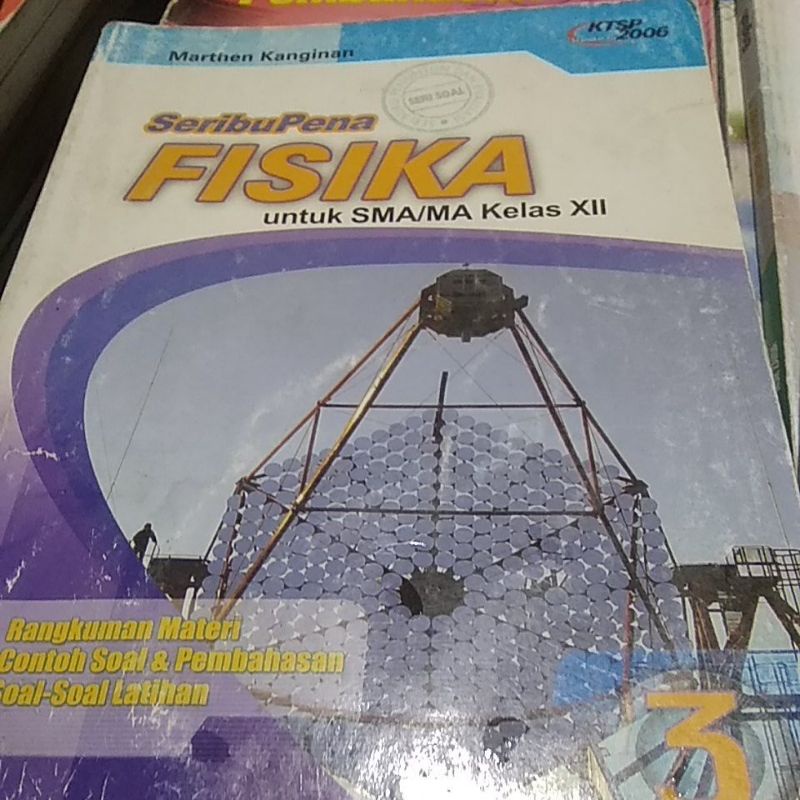 Marthen Kanginan
KTSP
2006
SERI SOAL
SeribuPena
FISIKA
untuk SMA/MA Kelas XII
Rangkuman Materi
Contoh Soal & Pembahasan
Soal-Soal Latihan
3